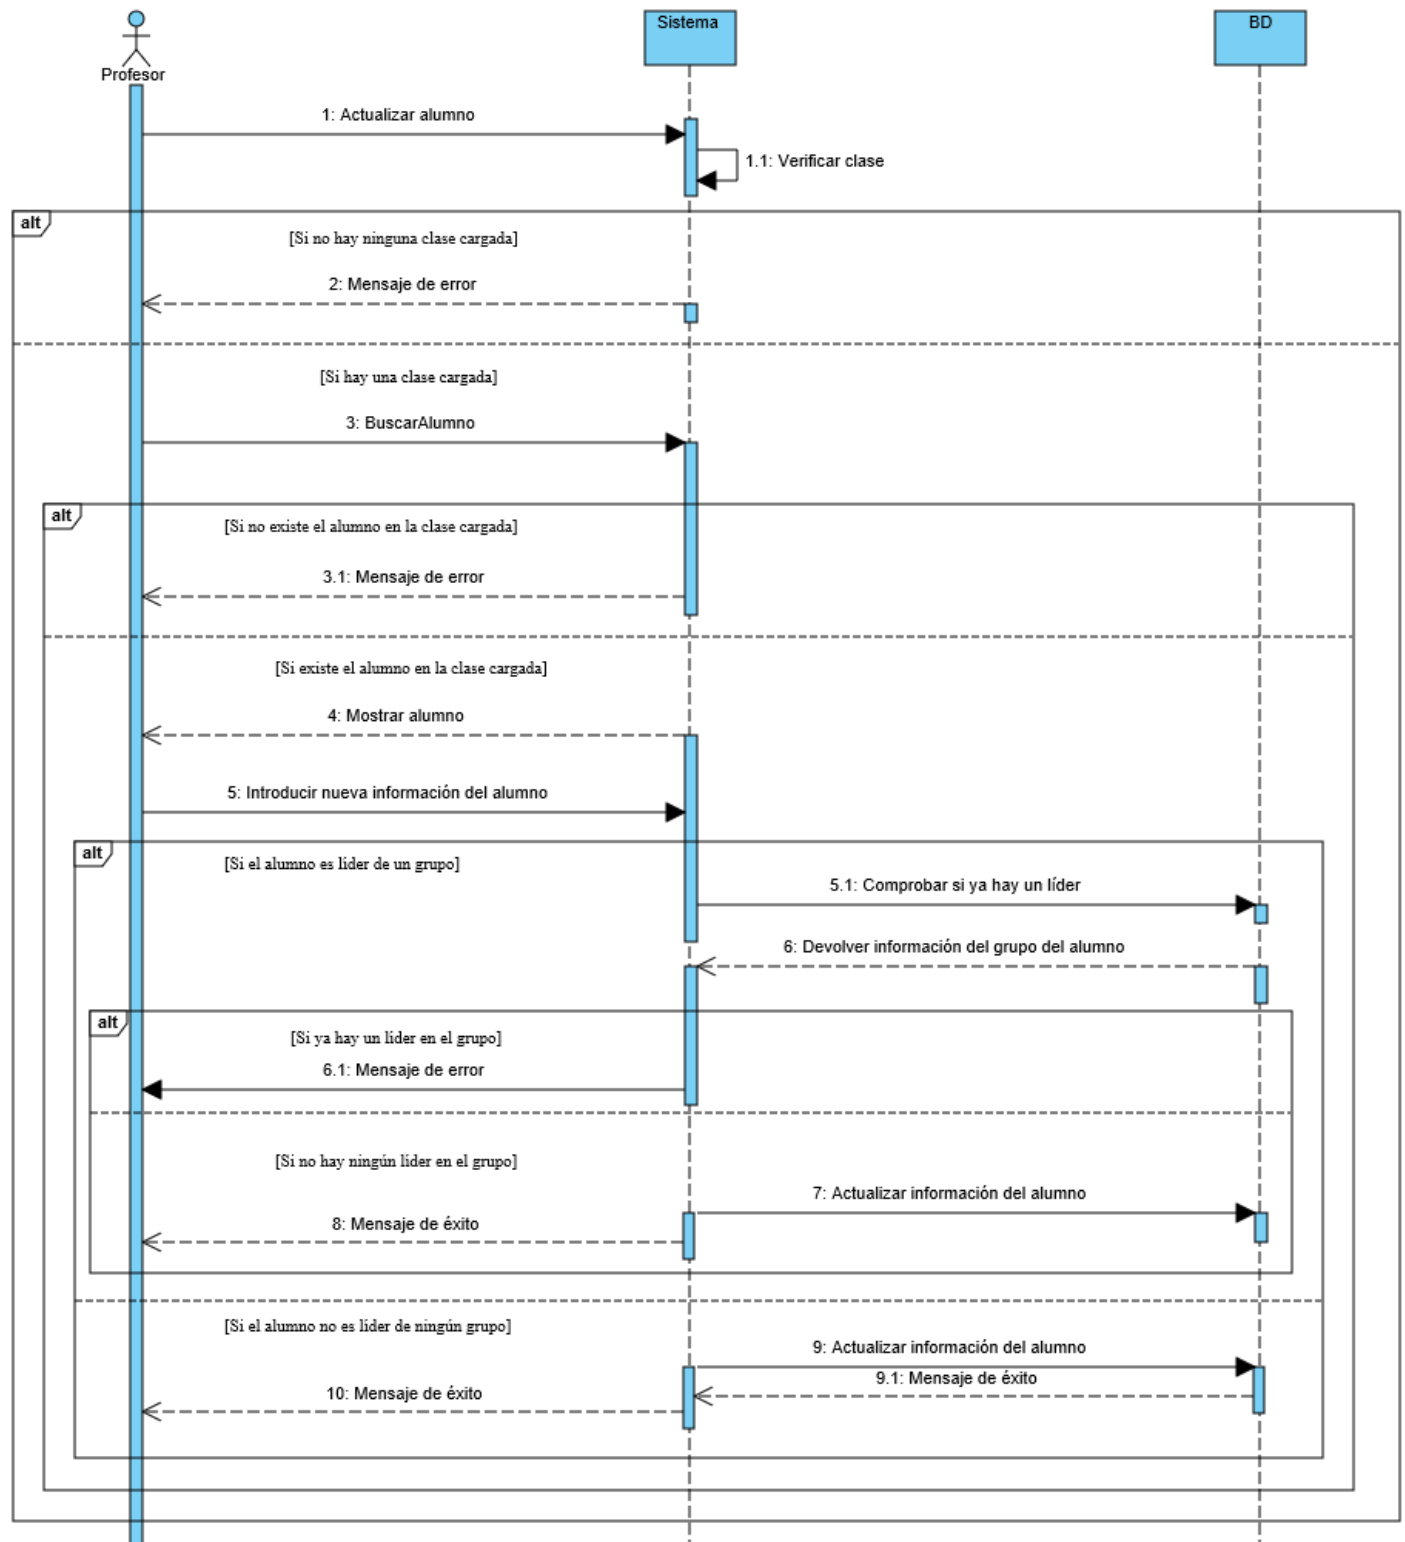 Profesor
Sistema
BD
1: Actualizar alumno
1.1: Verificar clase
alt
[Si no hay ninguna clase cargada]
2: Mensaje de error
[Si hay una clase cargada]
3: BuscarAlumno
alt
[Si no existe el alumno en la clase cargada]
3.1: Mensaje de error
[Si existe el alumno en la clase cargada]
4: Mostrar alumno
5: Introducir nueva información del alumno
alt
[Si el alumno es líder de un grupo]
5.1: Comprobar si ya hay un líder
6: Devolver información del grupo del alumno
alt
[Si ya hay un líder en el grupo]
6.1: Mensaje de error
[Si no hay ningún líder en el grupo]
7: Actualizar información del alumno
8: Mensaje de éxito
[Si el alumno no es líder de ningún grupo]
9: Actualizar información del alumno
9.1: Mensaje de éxito
10: Mensaje de éxito